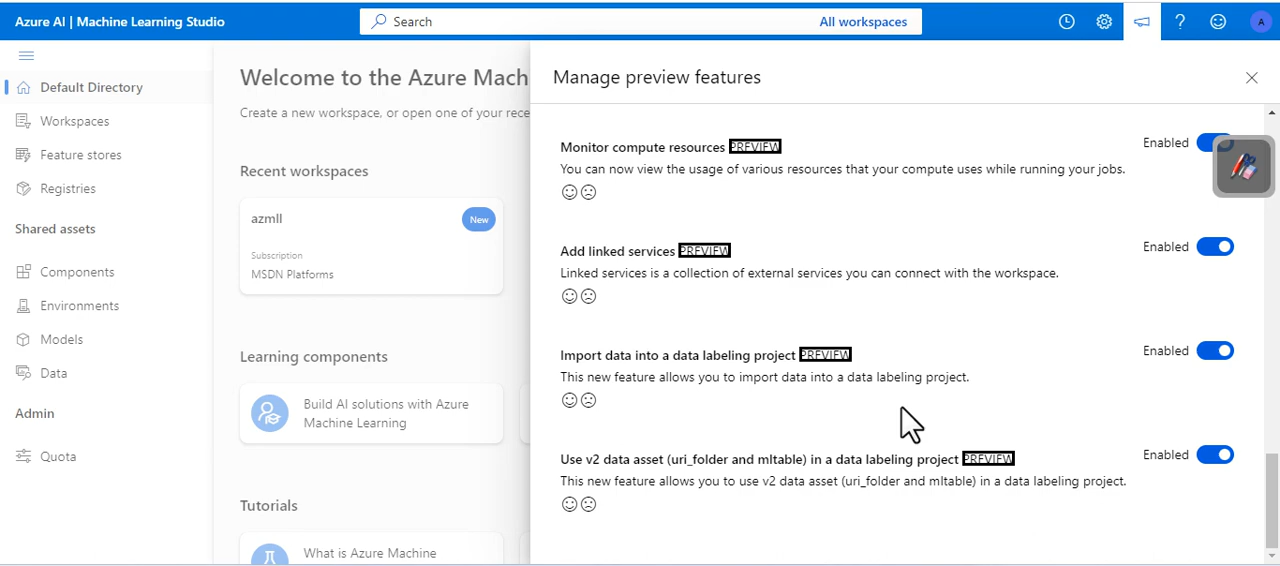 Azure AI | Machine Learning Studio
Search
All workspaces
A
Default Directory
Workspaces
Feature stores
Registries
Shared assets
Components
Environments
Models
Data
Admin
Quota
Welcome to the Azure Mach
Create a new workspace, or open one of your rece
Recent workspaces
azmll
New
Subscription
MSDN Platforms
Learning components
Build AI solutions with Azure
Machine Learning
Tutorials
What is Azure Machine
Manage preview features
Monitor compute resources PREVIEW
Enabled
You can now view the usage of various resources that your compute uses while running your jobs.
Add linked services PREVIEW
Enabled
Linked services is a collection of external services you can connect with the workspace.
Import data into a data labeling project PREVIEW
Enabled
This new feature allows you to import data into a data labeling project.
Use v2 data asset (uri_folder and mltable) in a data labeling project PREVIEW
Enabled
This new feature allows you to use v2 data asset (uri_folder and mltable) in a data labeling project.